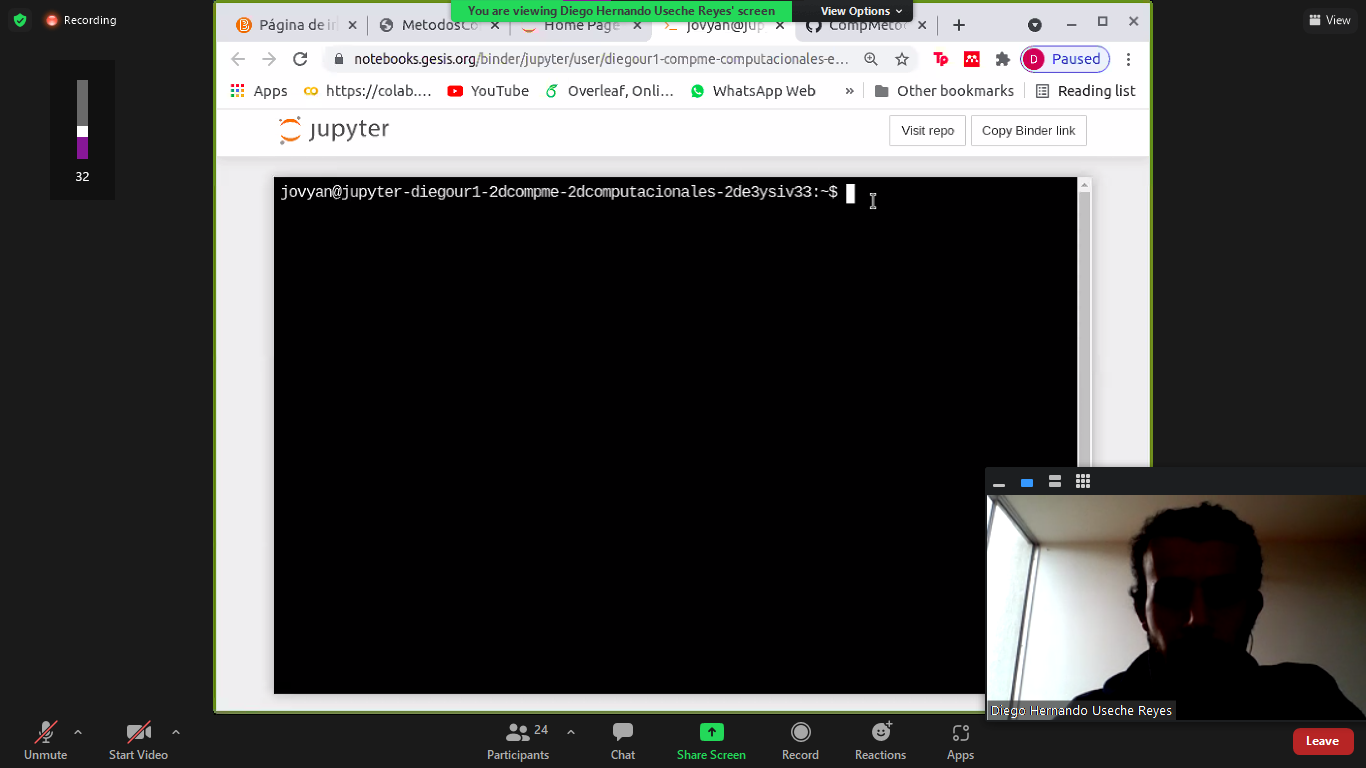 Recording
You are viewing Diego Hernando Useche Reyes' screen
View Options
View
32
Página de in
MetodosCo
Home Page
jovyan@jup
CompMetod
notebooks.gesis.org/binder/jupyter/user/diegour1-compme-computacionales-e...
D Paused
Apps
https://colab....
YouTube
Overleaf, Onli...
WhatsApp Web
»
Other bookmarks
Reading list
jupyter
Visit repo
Copy Binder link
jovyan@jupyter-diegour1-2dcompme-2dcomputacionales-2de3ysiv33:~$
Diego Hernando Useche Reyes
Unmute
Start Video
24
Participants
Chat
Share Screen
Record
Reactions
Apps
Leave